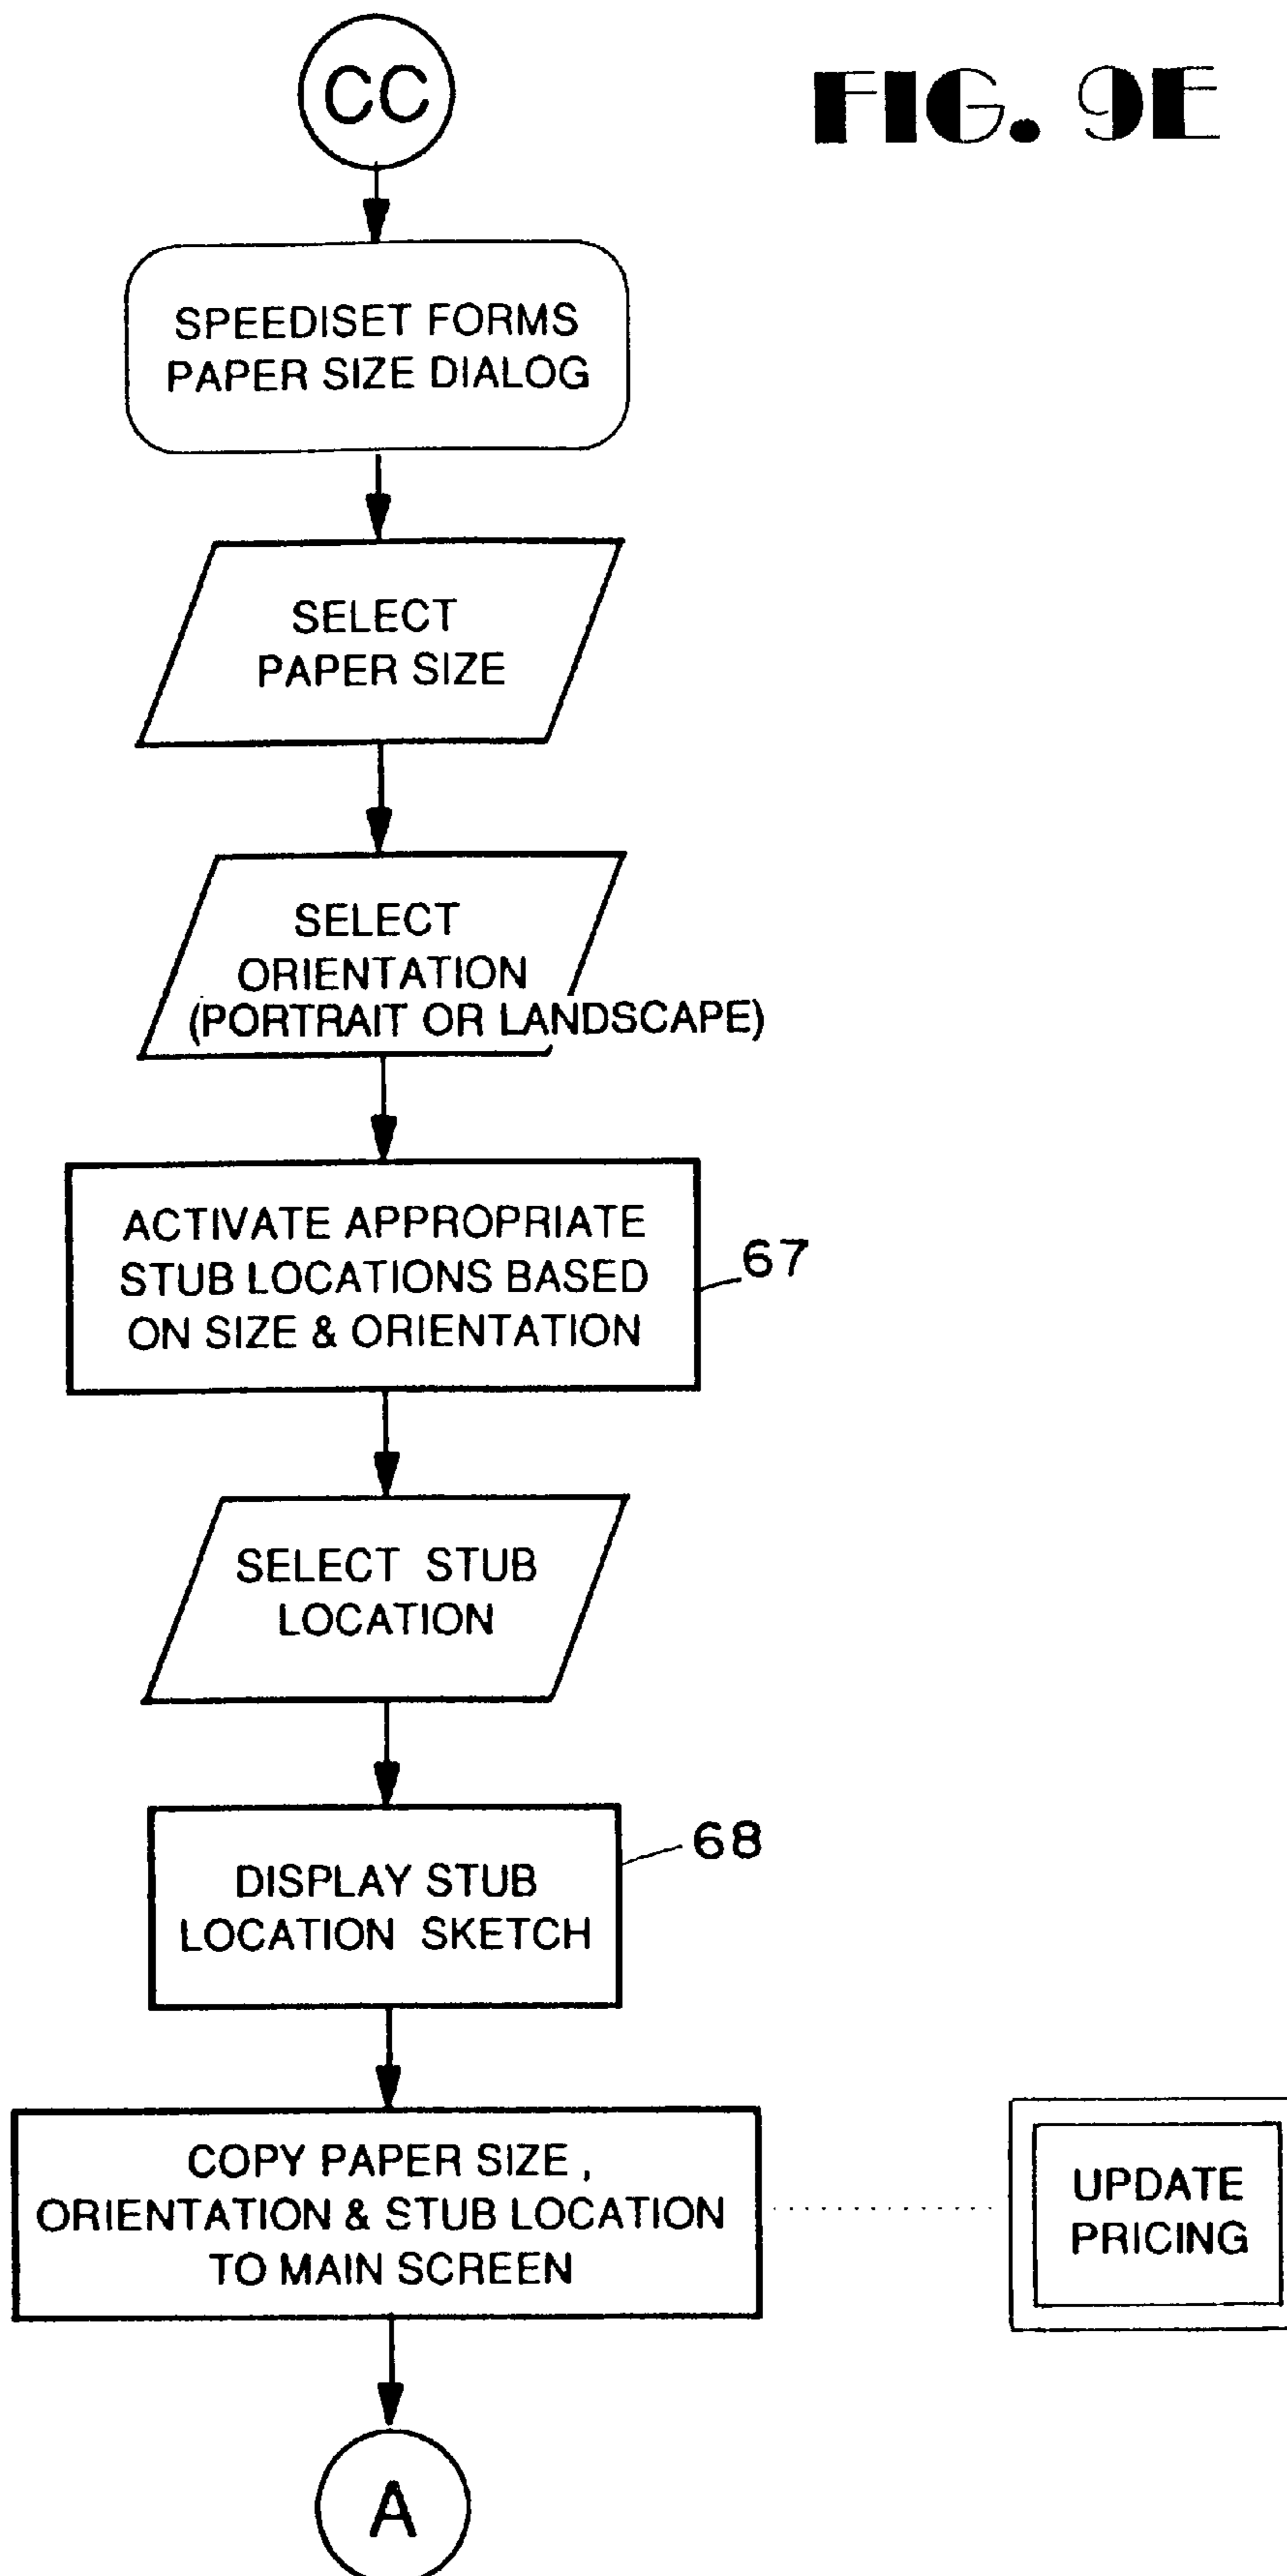 CC
FIG. 9E
SPEEDISET FORMS
PAPER SIZE DIALOG
SELECT
PAPER SIZE
SELECT
ORIENTATION
(PORTRAIT OR LANDSCAPE)
ACTIVATE APPROPRIATE
STUB LOCATIONS BASED
ON SIZE & ORIENTATION
67
SELECT STUB
LOCATION
68
DISPLAY STUB
LOCATION SKETCH
COPY PAPER SIZE ,
ORIENTATION & STUB LOCATION
TO MAIN SCREEN
UPDATE
PRICING
A